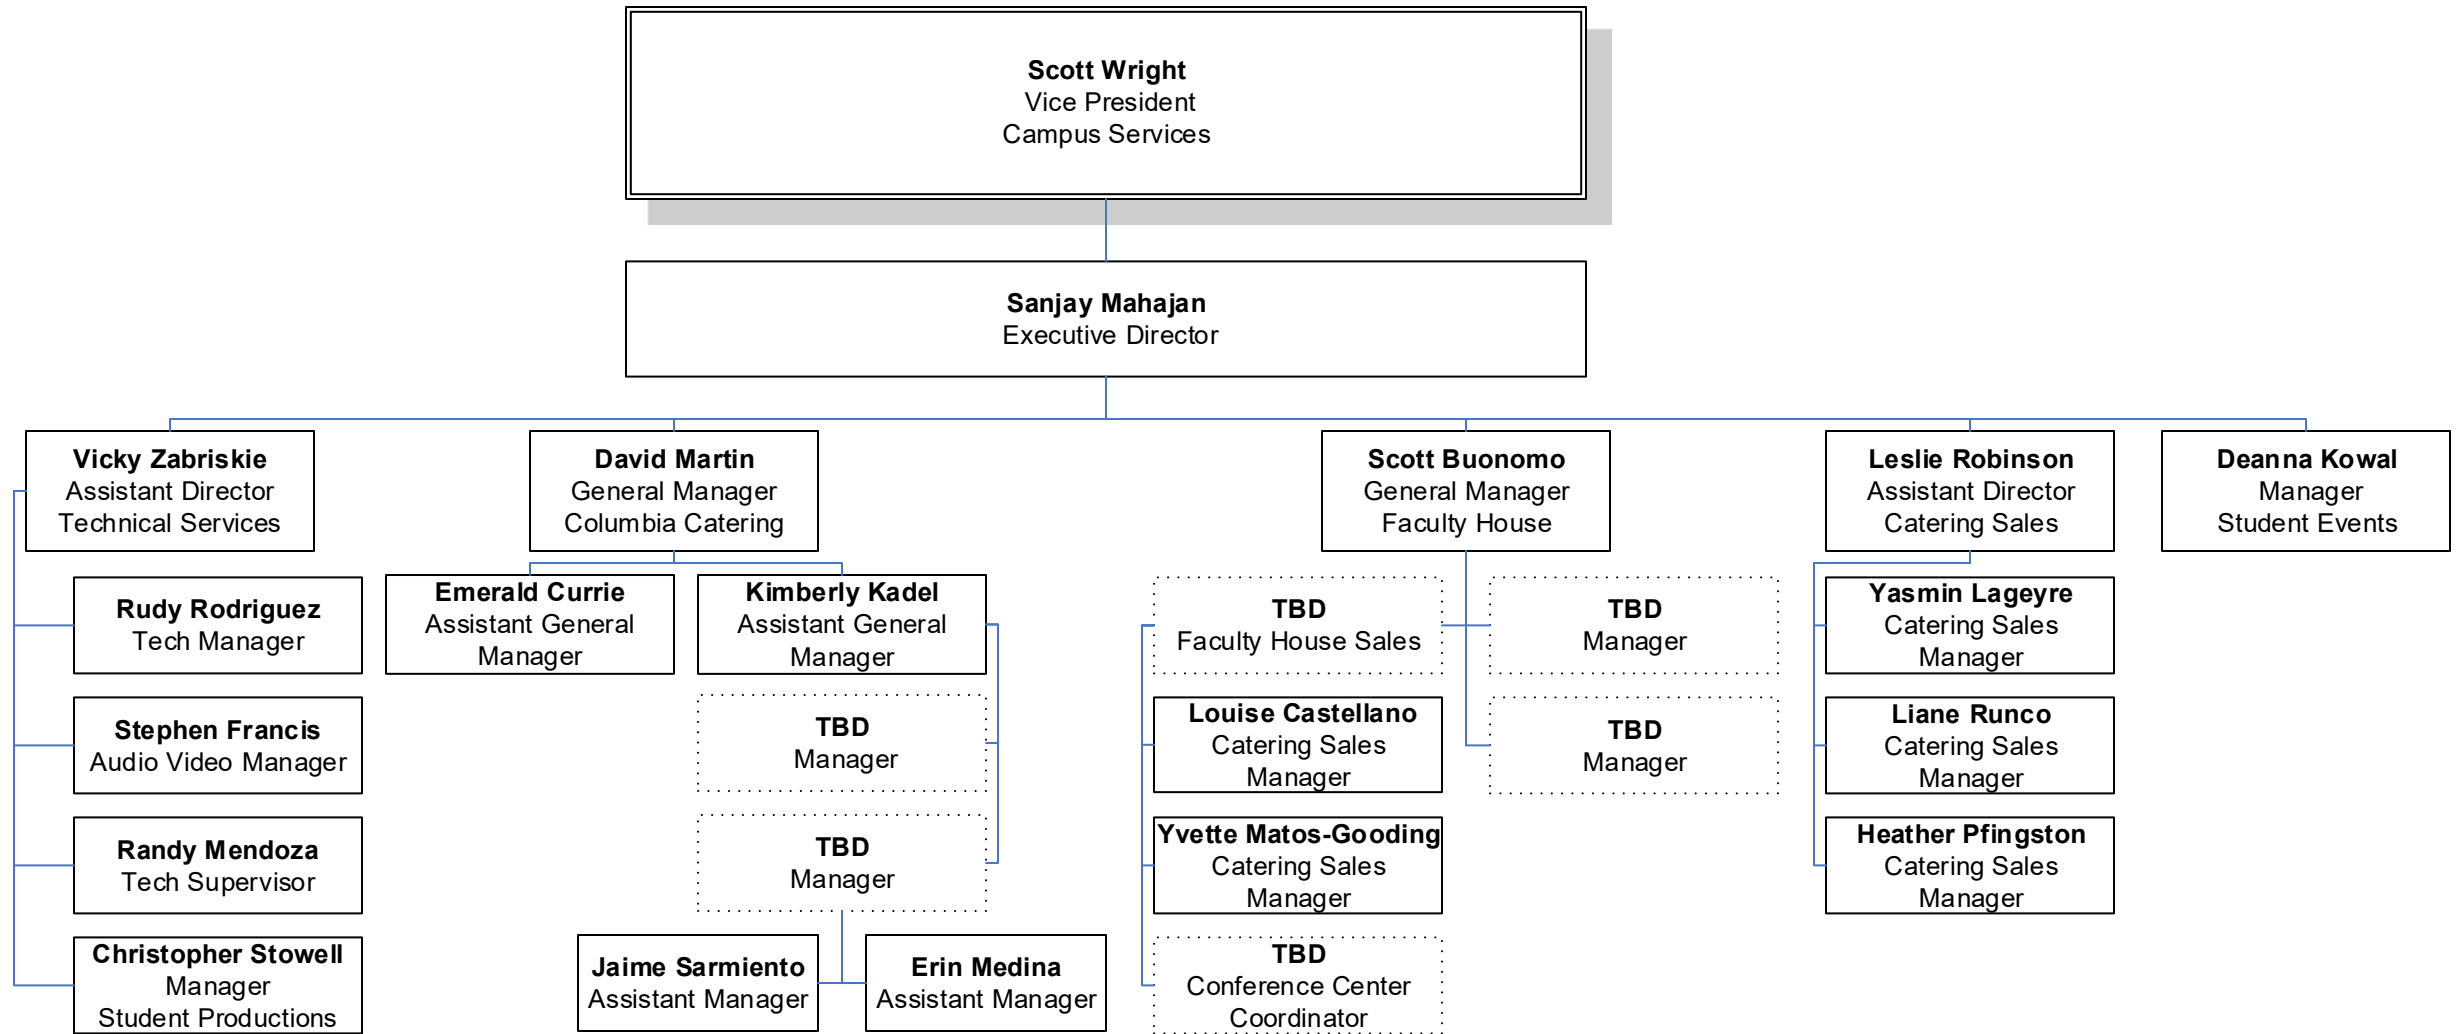 Scott Wright
Vice President
Campus Services
Sanjay Mahajan
Executive Director
Vicky Zabriskie
Assistant Director
Technical Services
David Martin
General Manager
Columbia Catering
Scott Buonomo
General Manager
Faculty House
Leslie Robinson
Assistant Director
Catering Sales
Deanna Kowal
Manager
Student Events
Rudy Rodriguez
Tech Manager
Emerald Currie
Assistant General
Manager
Kimberly Kadel
Assistant General
Manager
TBD
Faculty House Sales
TBD
Manager
Yasmin Lageyre
Catering Sales
Manager
Stephen Francis
Audio Video Manager
TBD
Manager
Louise Castellano
Catering Sales
Manager
TBD
Manager
Liane Runco
Catering Sales
Manager
Randy Mendoza
Tech Supervisor
TBD
Manager
Yvette Matos-Gooding
Catering Sales
Manager
Heather Pfingston
Catering Sales
Manager
Christopher Stowell
Manager
Student Productions
Jaime Sarmiento
Assistant Manager
Erin Medina
Assistant Manager
TBD
Conference Center
Coordinator